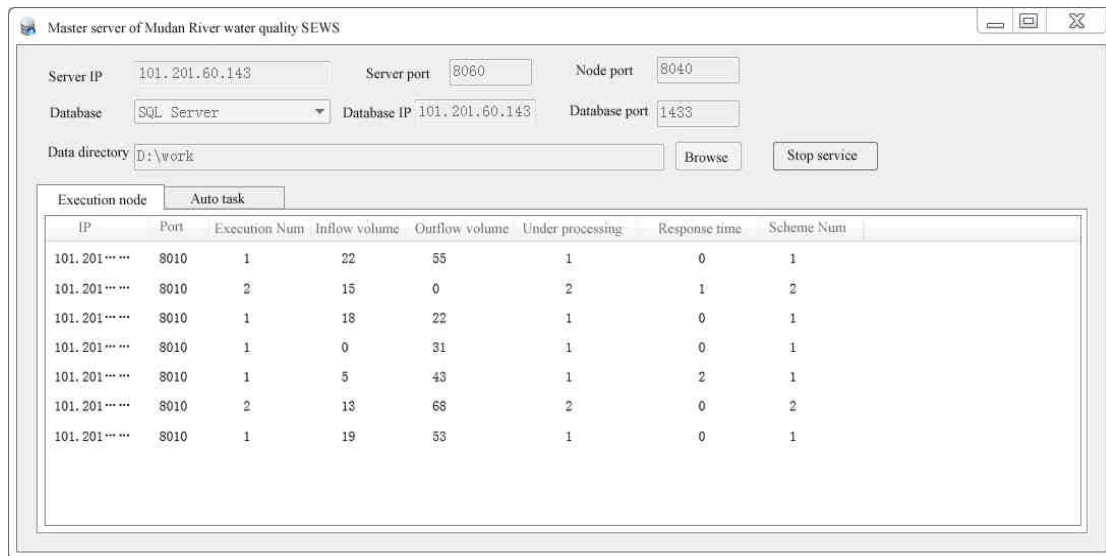 Master server of Mudan River water quality SEWS
Server IP 101.201.60.143 Server port 8060 Node port 8040
Database SQL Server Database IP 101.201.60.143 Database port 1433
Data directory D:\work Browse Stop service
Execution node Auto task
IP Port Execution Num Inflow volume Outflow volume Under processing Response time Scheme Num
101.201…… 8010 1 22 55 1 0 1
101.201…… 8010 2 15 0 2 1 2
101.201…… 8010 1 18 22 1 0 1
101.201…… 8010 1 0 31 1 0 1
101.201…… 8010 1 5 43 1 2 1
101.201…… 8010 2 13 68 2 0 2
101.201…… 8010 1 19 53 1 0 1